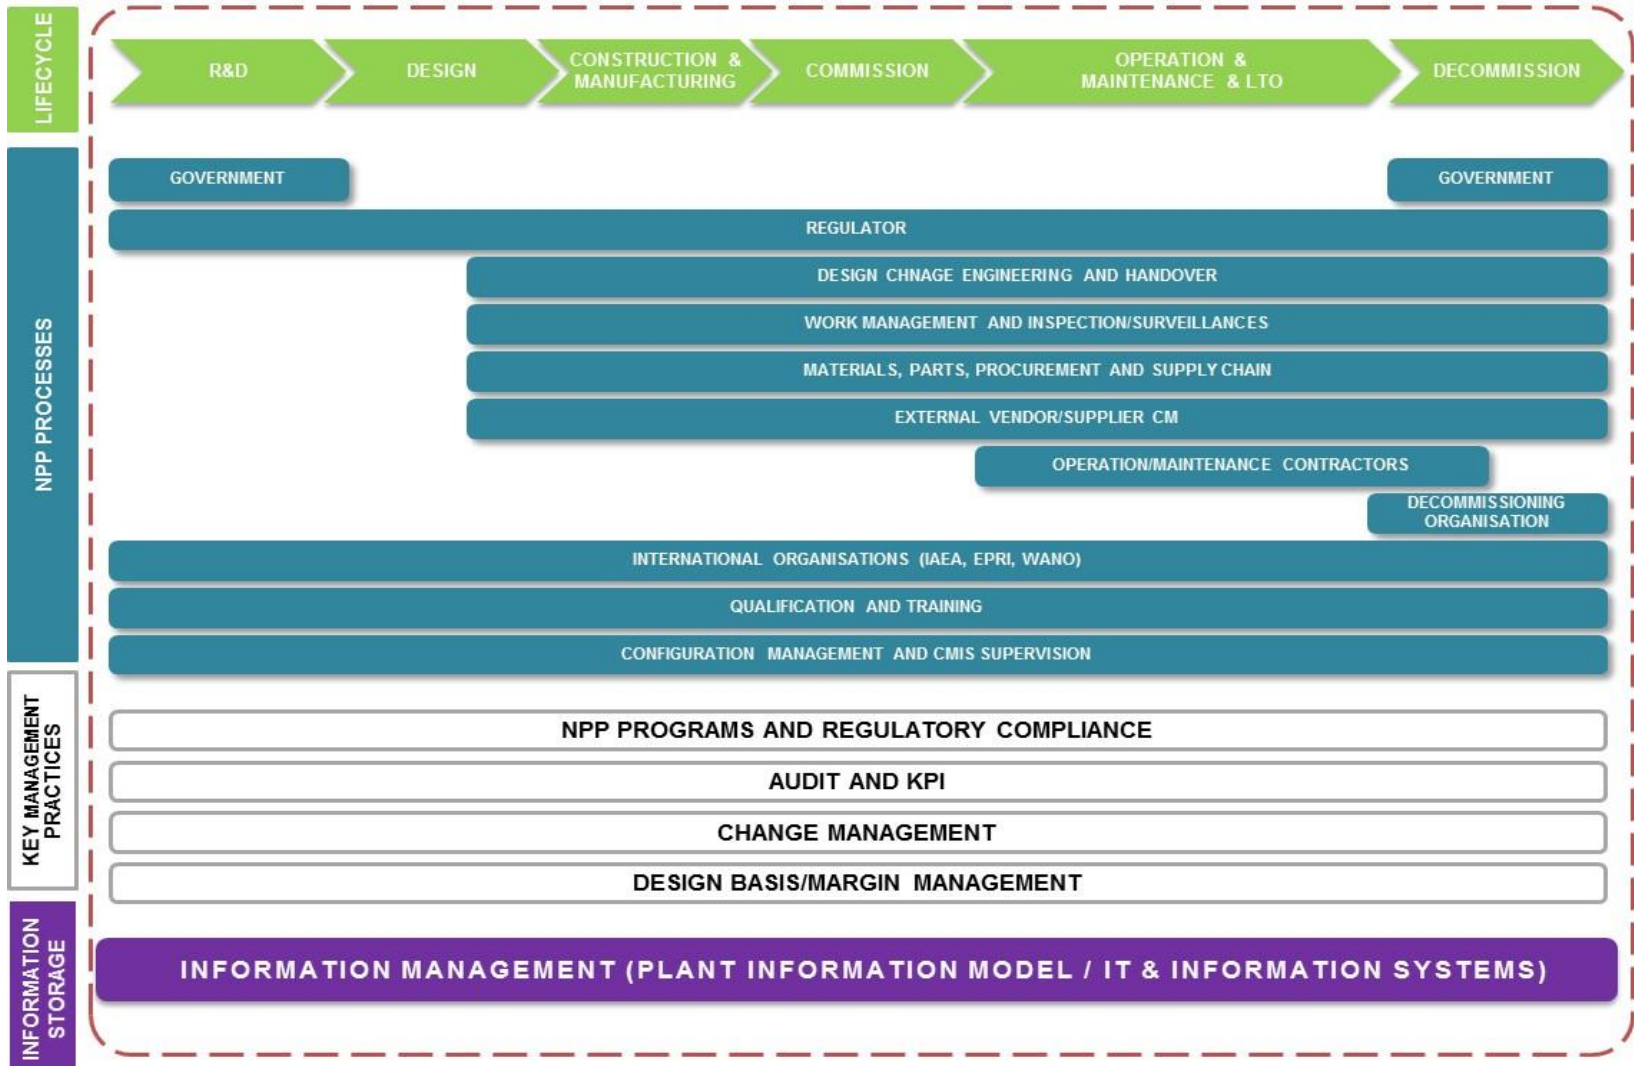 LIFECYCLE
R&D
DESIGN
CONSTRUCTION &
MANUFACTURING
COMMISSION
OPERATION &
MAINTENANCE & LTO
DECOMMISSION
NPP PROCESSES
GOVERNMENT
GOVERNMENT
REGULATOR
DESIGN CHNAGE ENGINEERING AND HANDOVER
WORK MANAGEMENT AND INSPECTION/SURVEILLANCES
MATERIALS, PARTS, PROCUREMENT AND SUPPLY CHAIN
EXTERNAL VENDOR/SUPPLIER CM
OPERATION/MAINTENANCE CONTRACTORS
DECOMMISSIONING
ORGANISATION
INTERNATIONAL ORGANISATIONS (IAEA, EPRI, WANO)
QUALIFICATION AND TRAINING
CONFIGURATION MANAGEMENT AND CMIS SUPERVISION
KEY MANAGEMENT
PRACTICES
NPP PROGRAMS AND REGULATORY COMPLIANCE
AUDIT AND KPI
CHANGE MANAGEMENT
DESIGN BASIS/MARGIN MANAGEMENT
INFORMATION
STORAGE
INFORMATION MANAGEMENT (PLANT INFORMATION MODEL / IT & INFORMATION SYSTEMS)